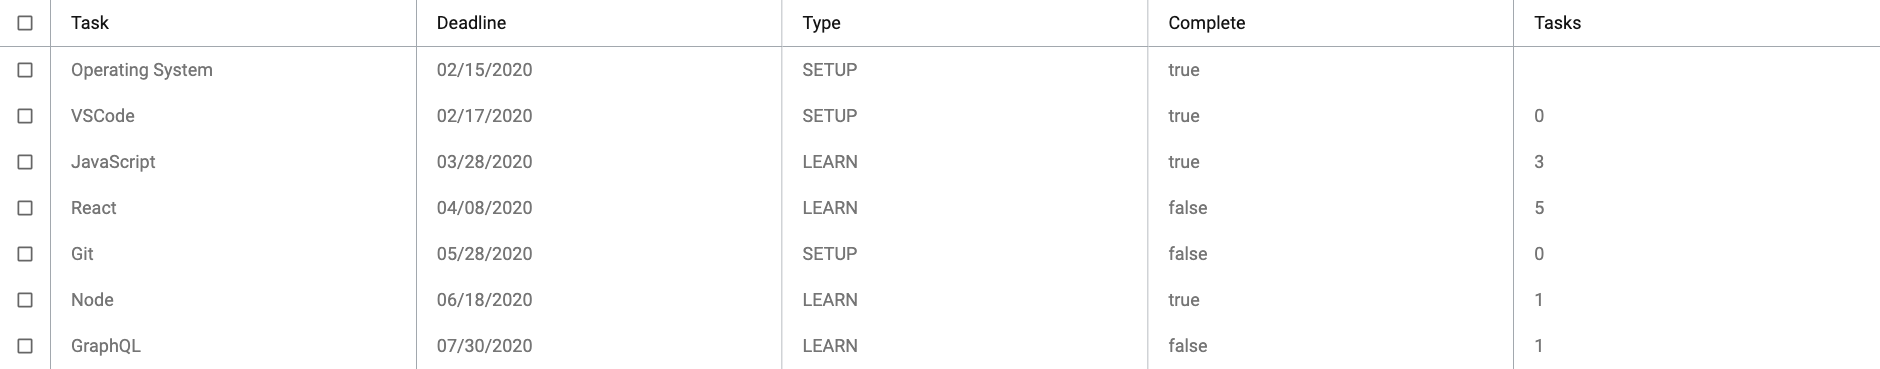 Task Deadline Type Complete Tasks
Operating System 02/15/2020 SETUP true
VSCode 02/17/2020 SETUP true 0
JavaScript 03/28/2020 LEARN true 3
React 04/08/2020 LEARN false 5
Git 05/28/2020 SETUP false 0
Node 06/18/2020 LEARN true 1
GraphQL 07/30/2020 LEARN false 1